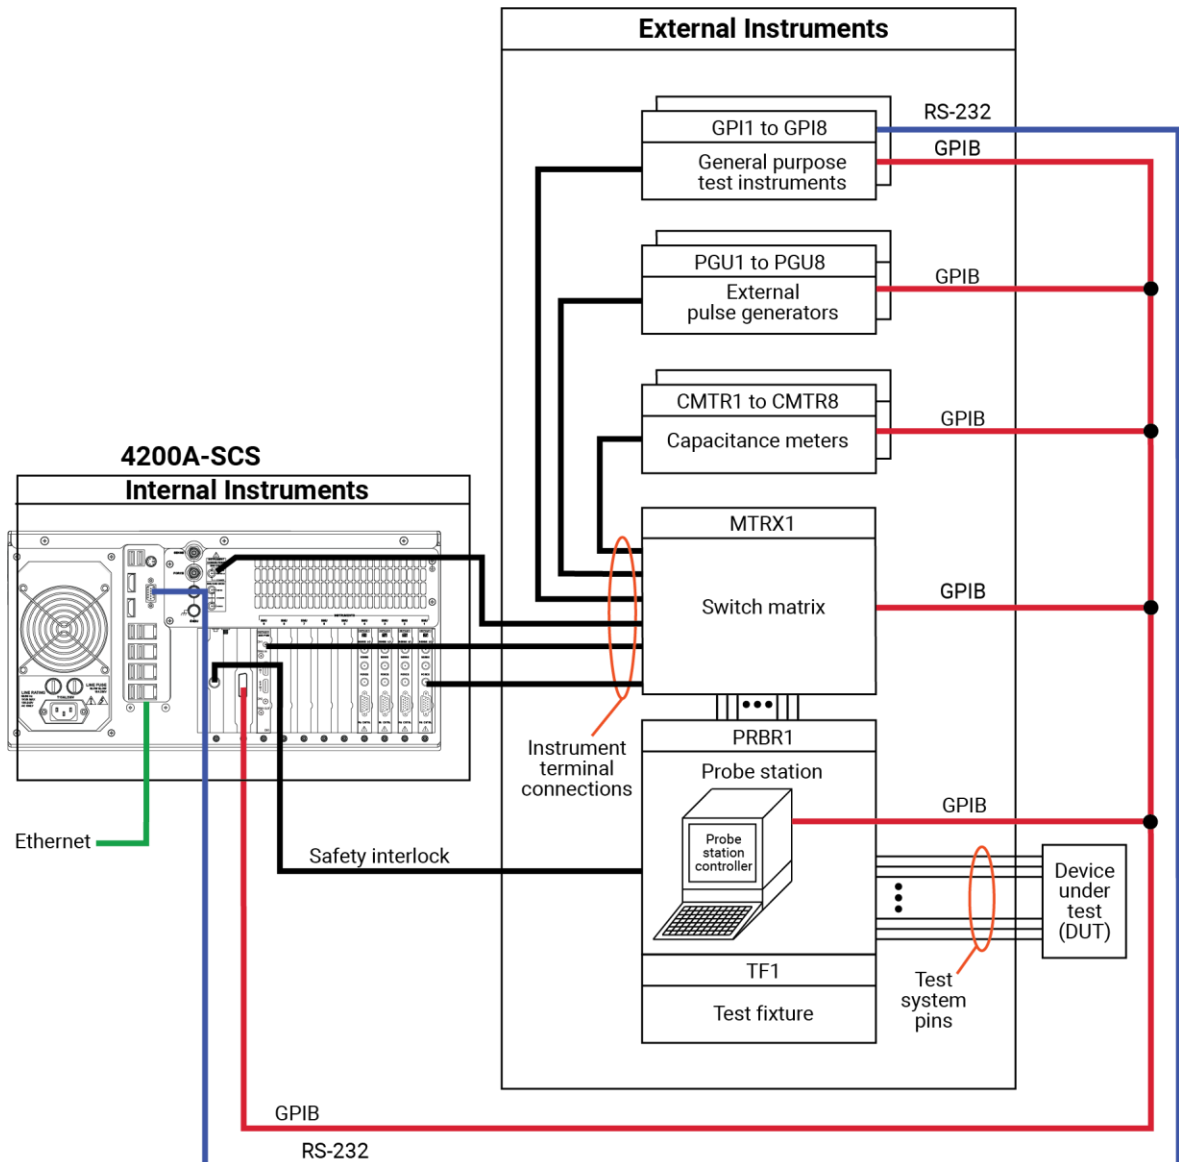 External Instruments
GPI1 to GPI8
General purpose
test instruments
RS-232
GPIB
PGU1 to PGU8
External
pulse generators
GPIB
CMTR1 to CMTR8
Capacitance meters
GPIB
4200A-SCS
Internal Instruments
MTRX1
Switch matrix
GPIB
Instrument
terminal
connections
PRBR1
Probe station
Probe
station
controller
GPIB
Ethernet
Safety interlock
Device
under
test
(DUT)
TF1
Test fixture
Test
system
pins
GPIB
RS-232